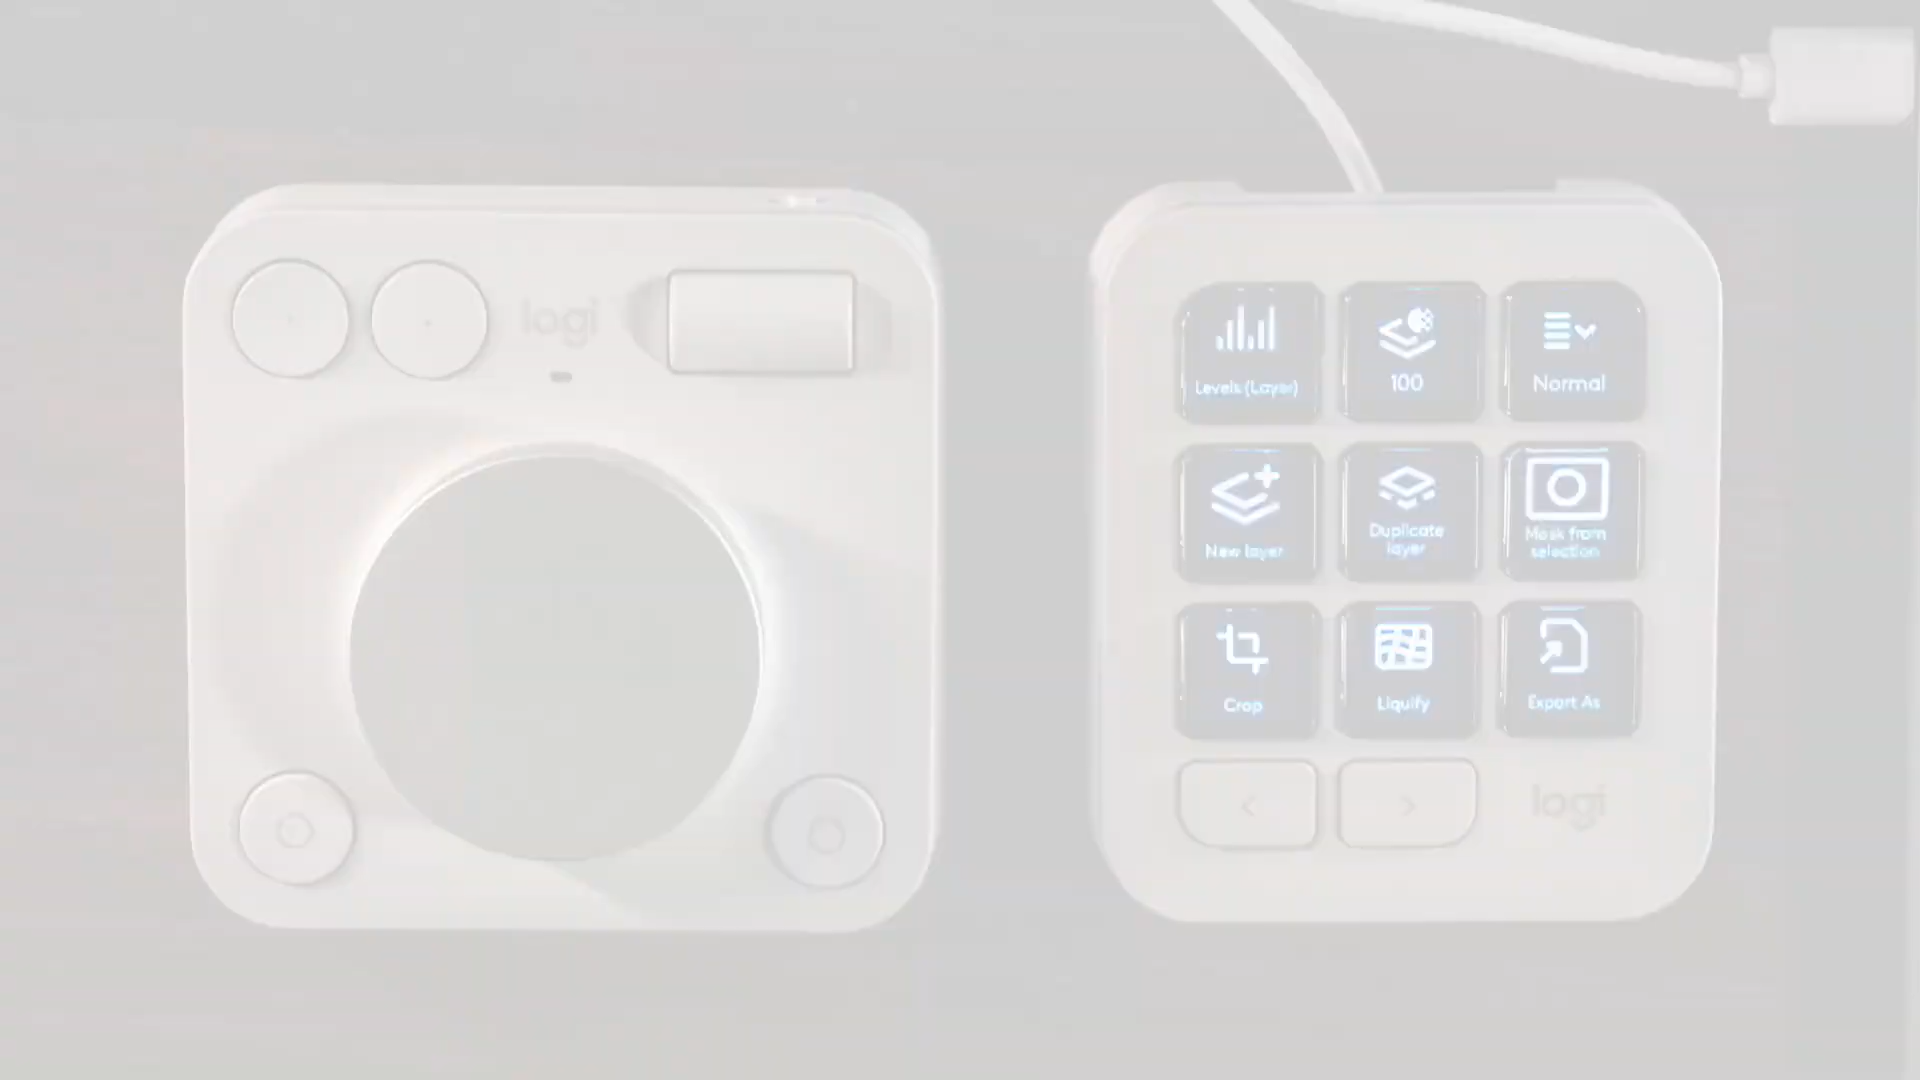 logi
Levels (Layer)
100
Normal
New layer
Duplicate
layer
Mask from
selection
Crop
Liquify
Export As
logi